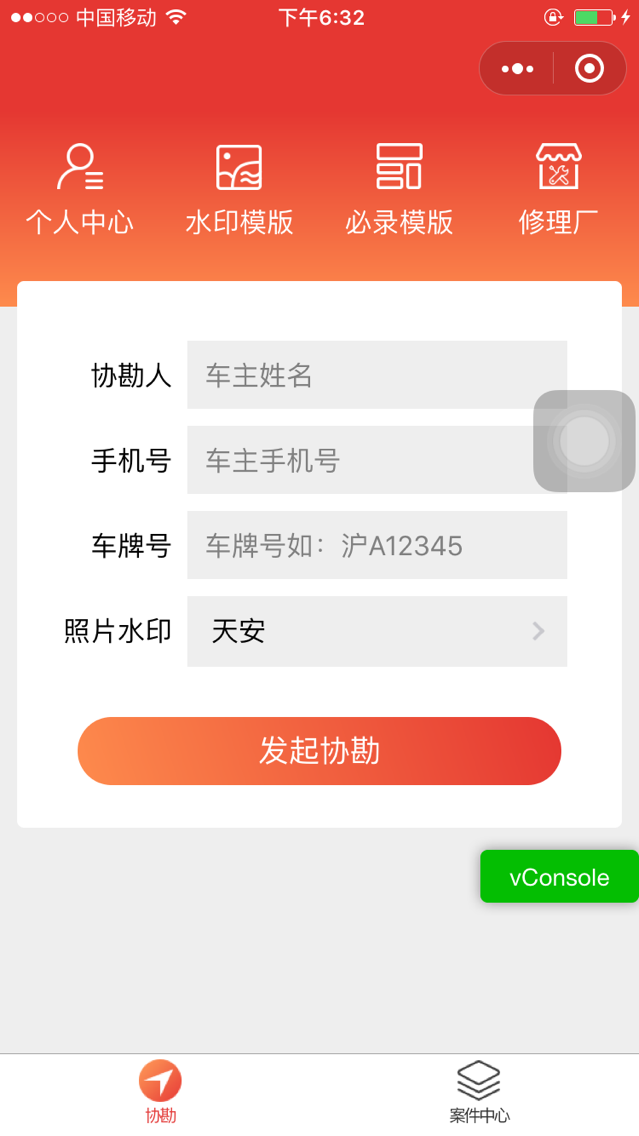 中国移动 下午6:32
个人中心 水印模版 必录模版 修理厂
协勘人 车主姓名
手机号 车主手机号
车牌号 车牌号如：沪A12345
照片水印 天安
发起协勘
vConsole
协勘 案件中心